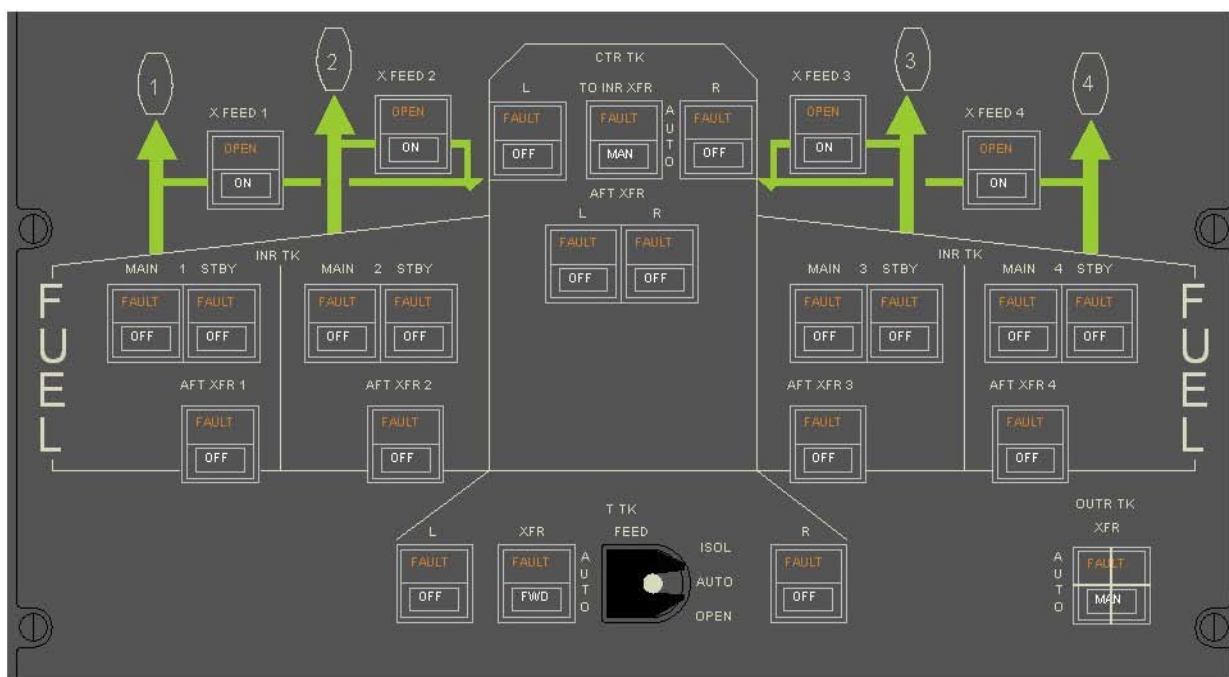 CTR TK
1
2
3
4
X FEED 1
OPEN
ON
X FEED 2
OPEN
ON
L
FAULT
OFF
TO INR XFR
FAULT
MAN
AUTO
R
FAULT
OFF
X FEED 3
OPEN
ON
X FEED 4
OPEN
ON
AFT XFR
L R
FAULT FAULT
OFF OFF
FUEL
INR TK
MAIN 1 STBY
FAULT FAULT
OFF OFF
MAIN 2 STBY
FAULT FAULT
OFF OFF
INR TK
MAIN 3 STBY
FAULT FAULT
OFF OFF
MAIN 4 STBY
FAULT FAULT
OFF OFF
FUEL
AFT XFR 1
FAULT
OFF
AFT XFR 2
FAULT
OFF
AFT XFR 3
FAULT
OFF
AFT XFR 4
FAULT
OFF
T TK
L
FAULT
OFF
XFR
FAULT
FWD
AUTO
FEED
ISOL
AUTO
OPEN
R
FAULT
OFF
OUTR TK
XFR
AUTO
FAULT
MAN